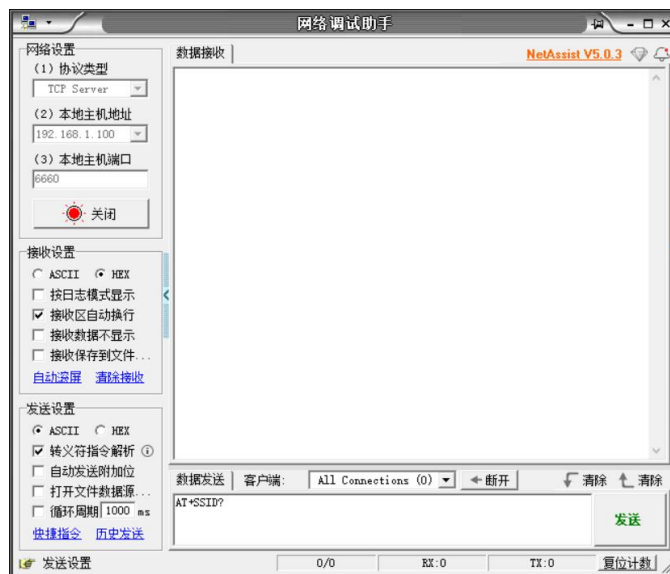 网络调试助手
网络设置
(1) 协议类型
TCP Server
(2) 本地主机地址
192.168.1.100
(3) 本地主机端口
6660
关闭
接收设置
ASCII HEX
按日志模式显示
接收区自动换行
接收数据不显示
接收保存到文件...
自动滚屏 清除接收
发送设置
ASCII HEX
转义符指令解析
自动发送附加位
打开文件数据源...
循环周期 1000 ms
快捷指令 历史发送
数据接收 NetAssist V5.0.3
数据发送 客户端: All Connections (0) 断开 清除 清除
AT+SSID?
发送
发送设置 0/0 RX:0 TX:0 复位计数